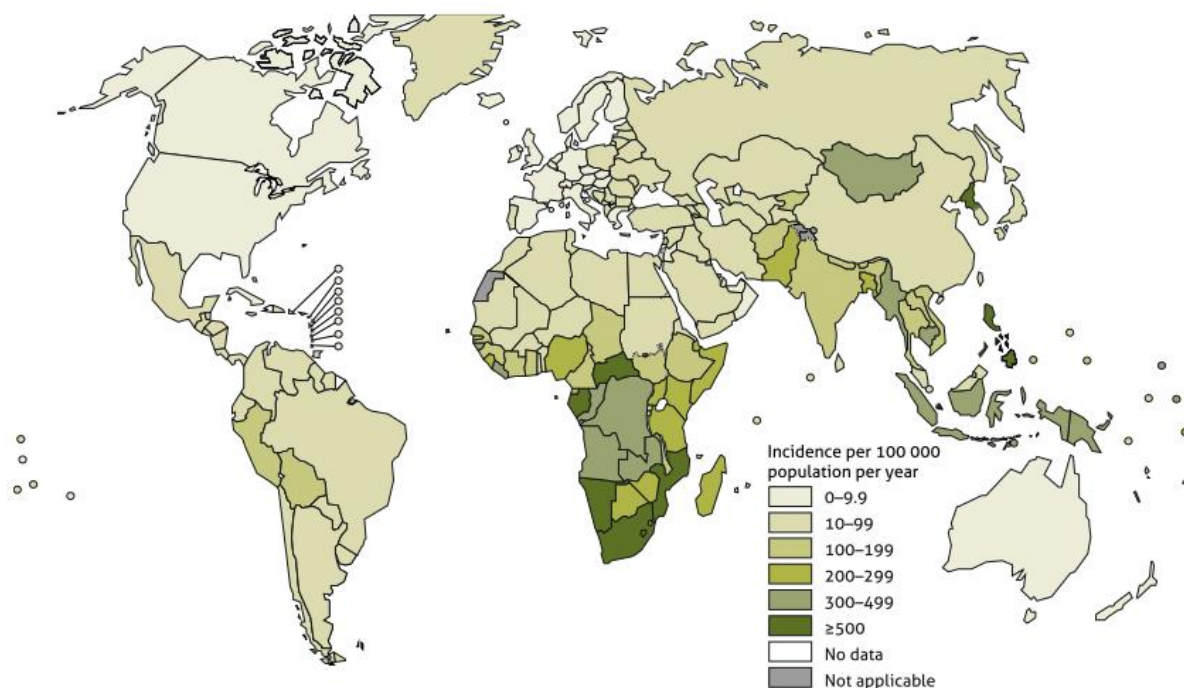 Incidence per 100 000
population per year
0–9.9
10–99
100–199
200–299
300–499
≥500
No data
Not applicable